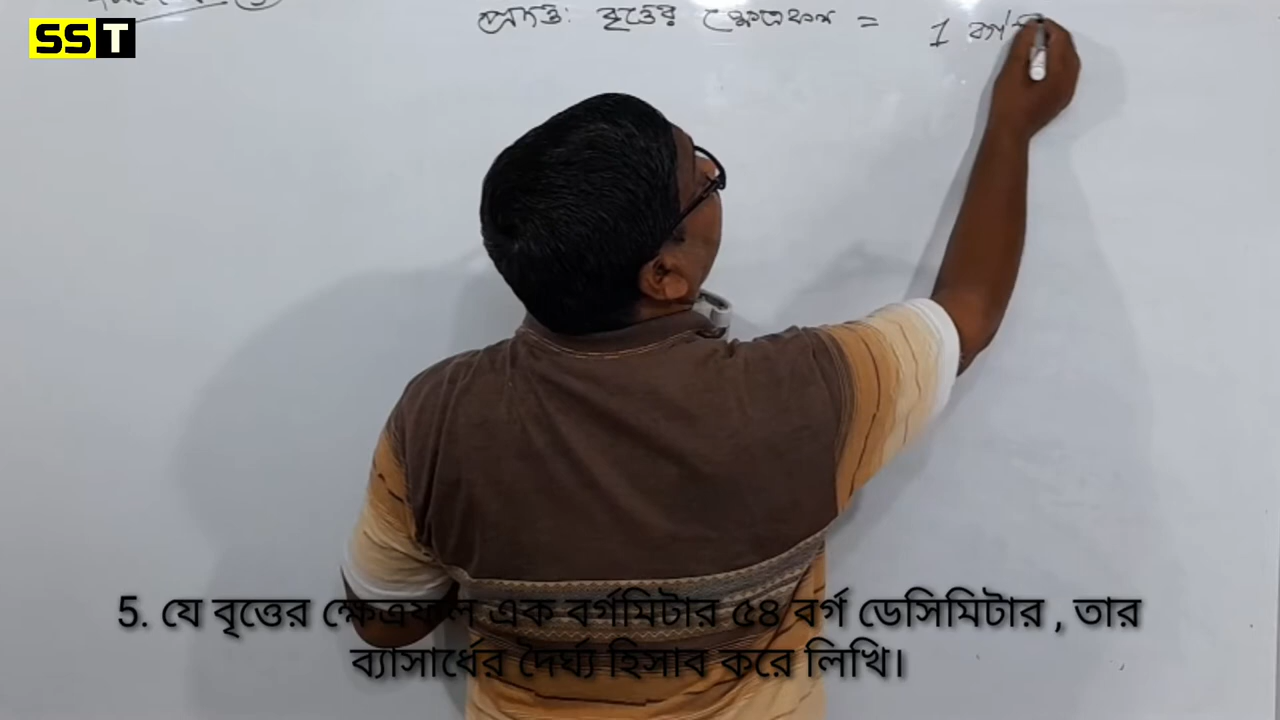 SST
প্রদত্ত: বৃত্তের ক্ষেত্রফল = 1 বর্গ
5. যে বৃত্তের ক্ষেত্রফল এক বর্গমিটার ৫৪ বর্গ ডেসিমিটার , তার
ব্যাসার্ধের দৈর্ঘ্য হিসাব করে লিখি।